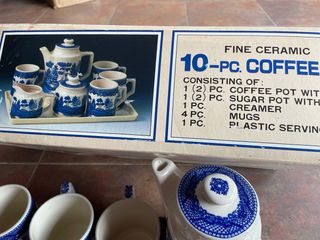 FINE CERAMIC
10-PC. COFFEE
CONSISTING OF:
1 (2) PC. COFFEE POT WIT
1 (2) PC. SUGAR POT WITH
1 PC. CREAMER
4 PC. MUGS
1 PC. PLASTIC SERVIN